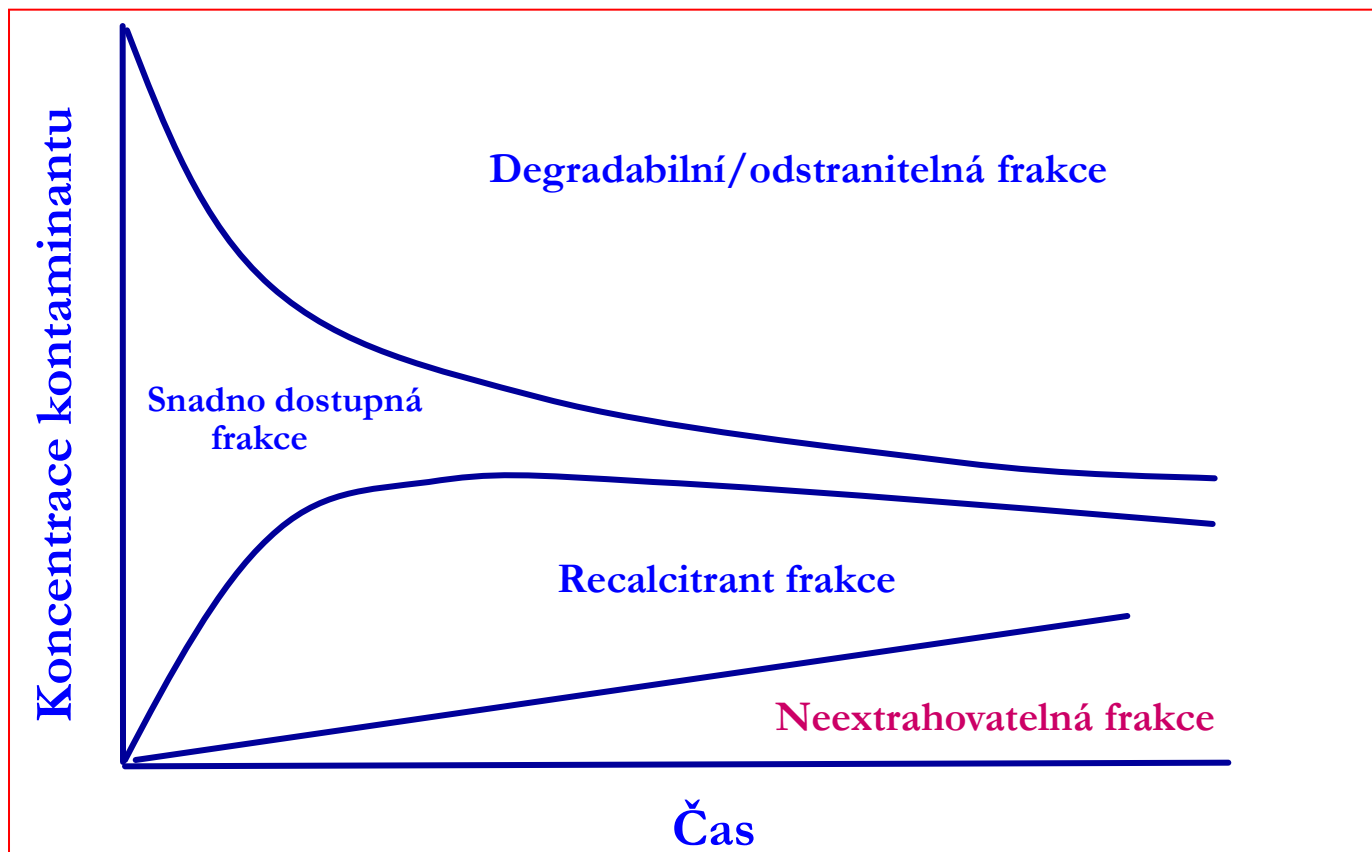 Koncentrace kontaminantu
Degradabilní/odstranitelná frakce
Snadno dostupná
frakce
Recalcitrant frakce
Neextrahovatelná frakce
Čas